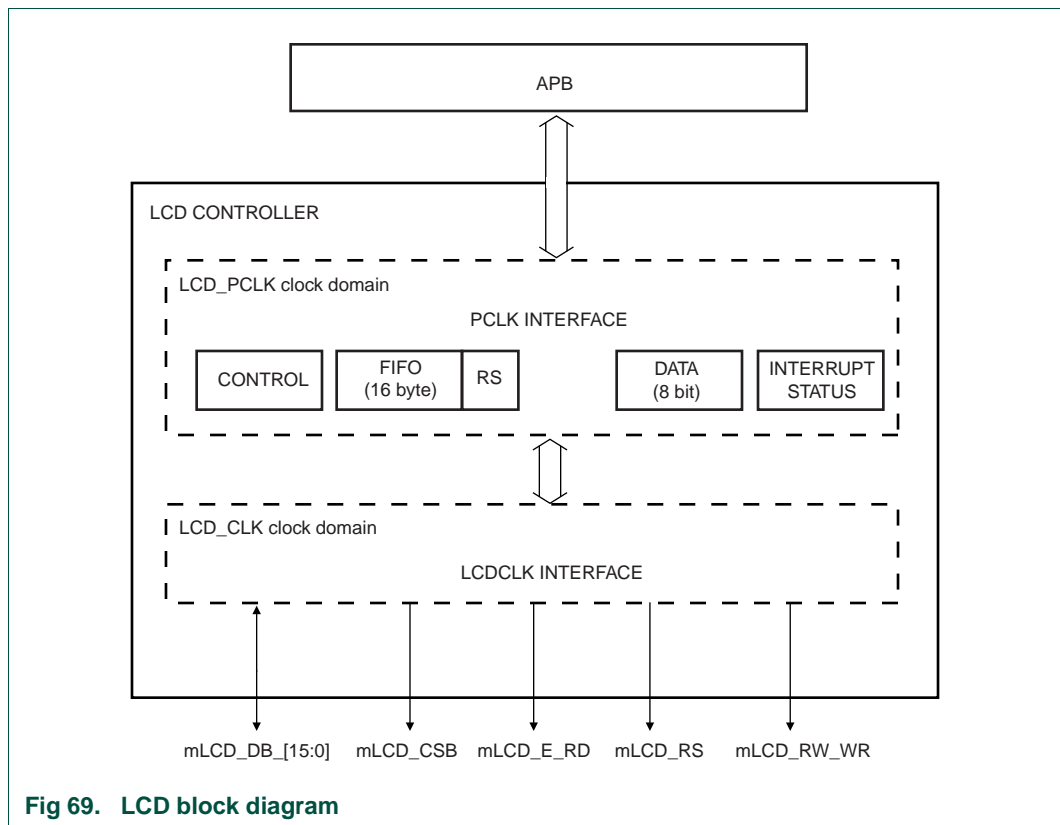 APB
LCD CONTROLLER
LCD_PCLK clock domain
PCLK INTERFACE
CONTROL
FIFO
(16 byte)
RS
DATA
(8 bit)
INTERRUPT
STATUS
LCD_CLK clock domain
LCDCLK INTERFACE
mLCD_DB_[15:0] mLCD_CSB mLCD_E_RD mLCD_RS mLCD_RW_WR
Fig 69. LCD block diagram